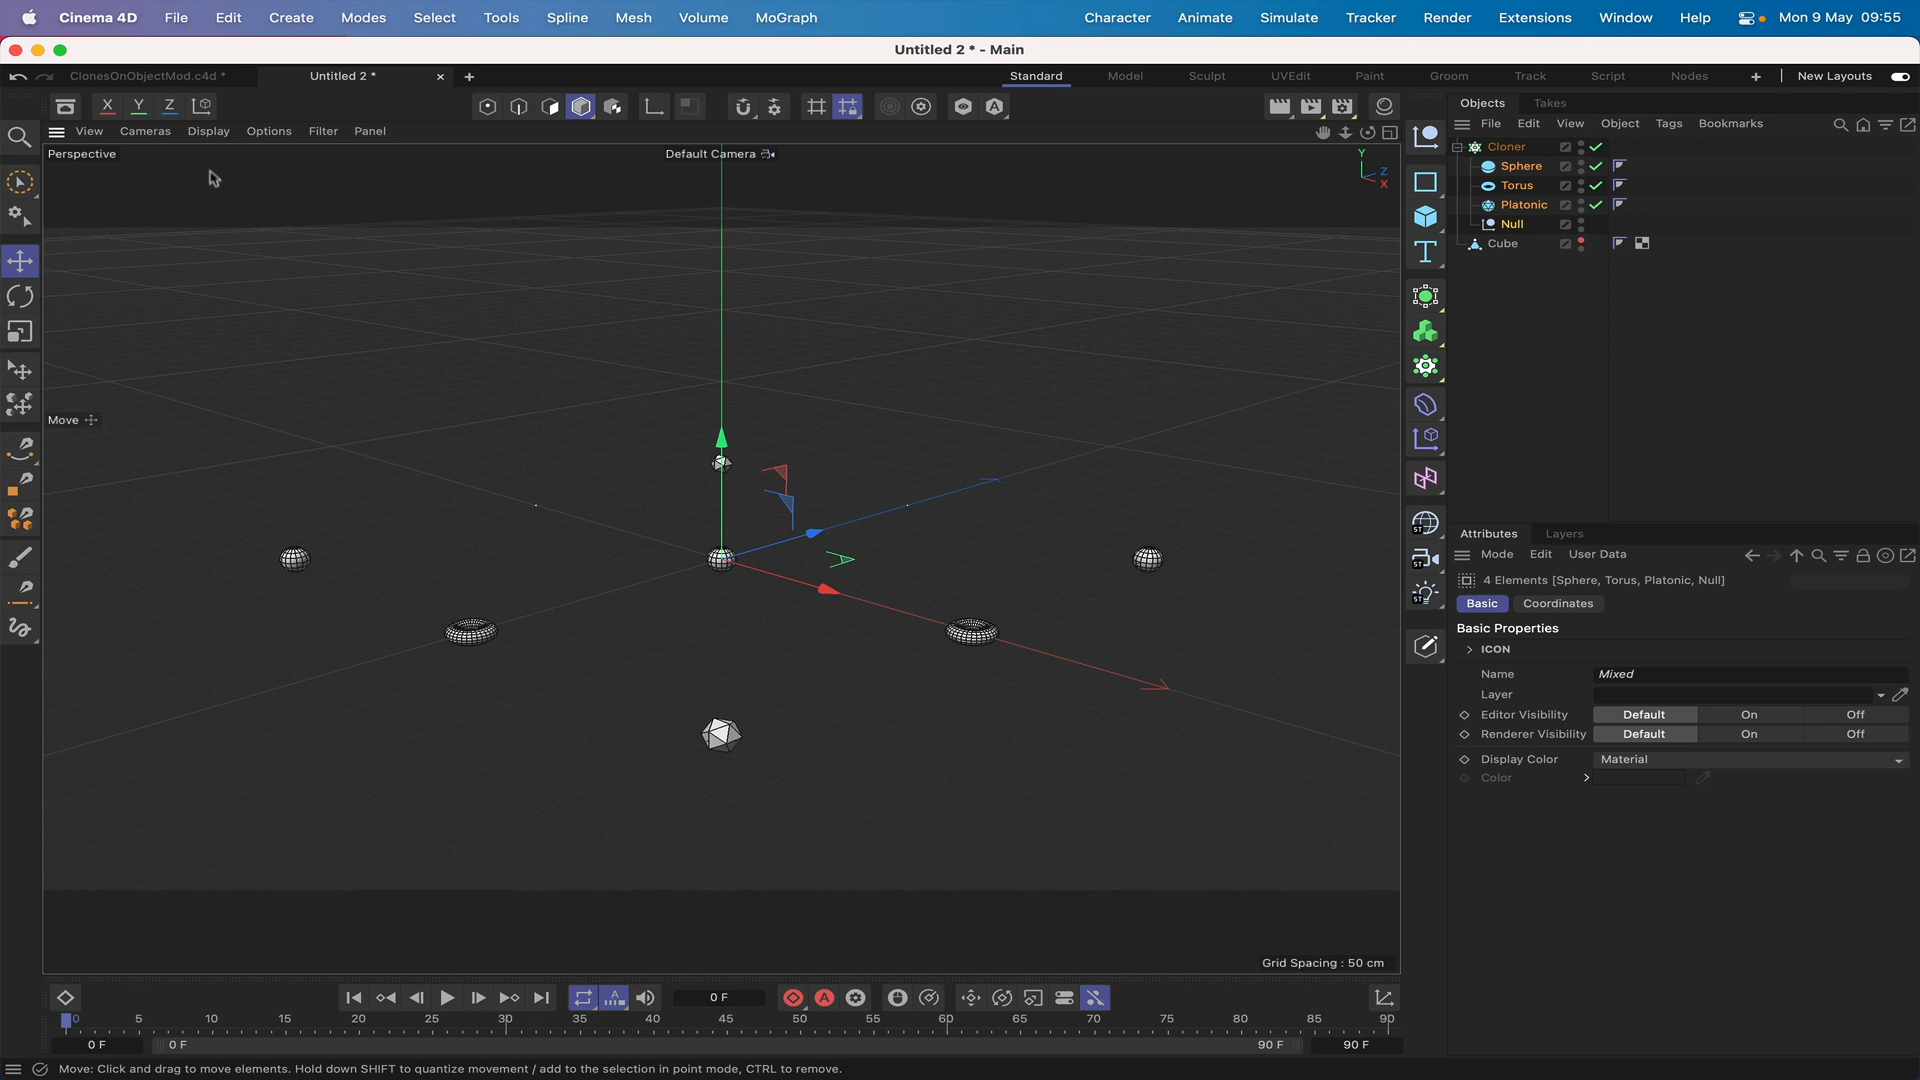 Cinema 4D File Edit Create Modes Select Tools Spline Mesh Volume MoGraph Character Animate Simulate Tracker Render Extensions Window Help Mon 9 May 09:55
Untitled 2 * - Main
ClonesOnObjectMod.c4d * Untitled 2 * × + Standard Model Sculpt UVEdit Paint Groom Track Script Nodes + New Layouts
X Y Z
Objects Takes
View Cameras Display Options Filter Panel
File Edit View Object Tags Bookmarks
Perspective
Default Camera
Y
Z
X
Cloner
Sphere
Torus
Platonic
Null
Cube
Move
ST
ST
ST
Attributes Layers
Mode Edit User Data
4 Elements [Sphere, Torus, Platonic, Null]
Basic Coordinates
Basic Properties
ICON
Name Mixed
Layer
Editor Visibility Default On Off
Renderer Visibility Default On Off
Display Color Material
Color
Grid Spacing : 50 cm
0 F
0 5 10 15 20 25 30 35 40 45 50 55 60 65 70 75 80 85 90
0 F 0 F 90 F 90 F
Move: Click and drag to move elements. Hold down SHIFT to quantize movement / add to the selection in point mode, CTRL to remove.